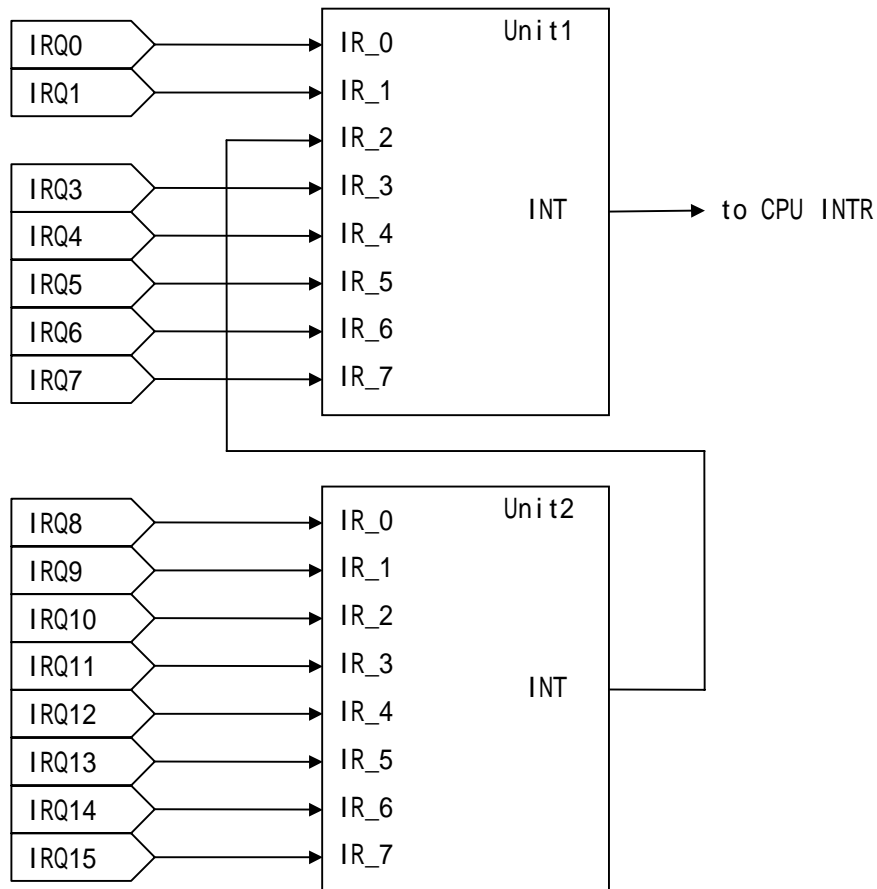 IRQ0 IR_0 Unit1
IRQ1 IR_1
IR_2
IRQ3 IR_3 INT to CPU INTR
IRQ4 IR_4
IRQ5 IR_5
IRQ6 IR_6
IRQ7 IR_7
IRQ8 IR_0 Unit2
IRQ9 IR_1
IRQ10 IR_2
IRQ11 IR_3 INT
IRQ12 IR_4
IRQ13 IR_5
IRQ14 IR_6
IRQ15 IR_7